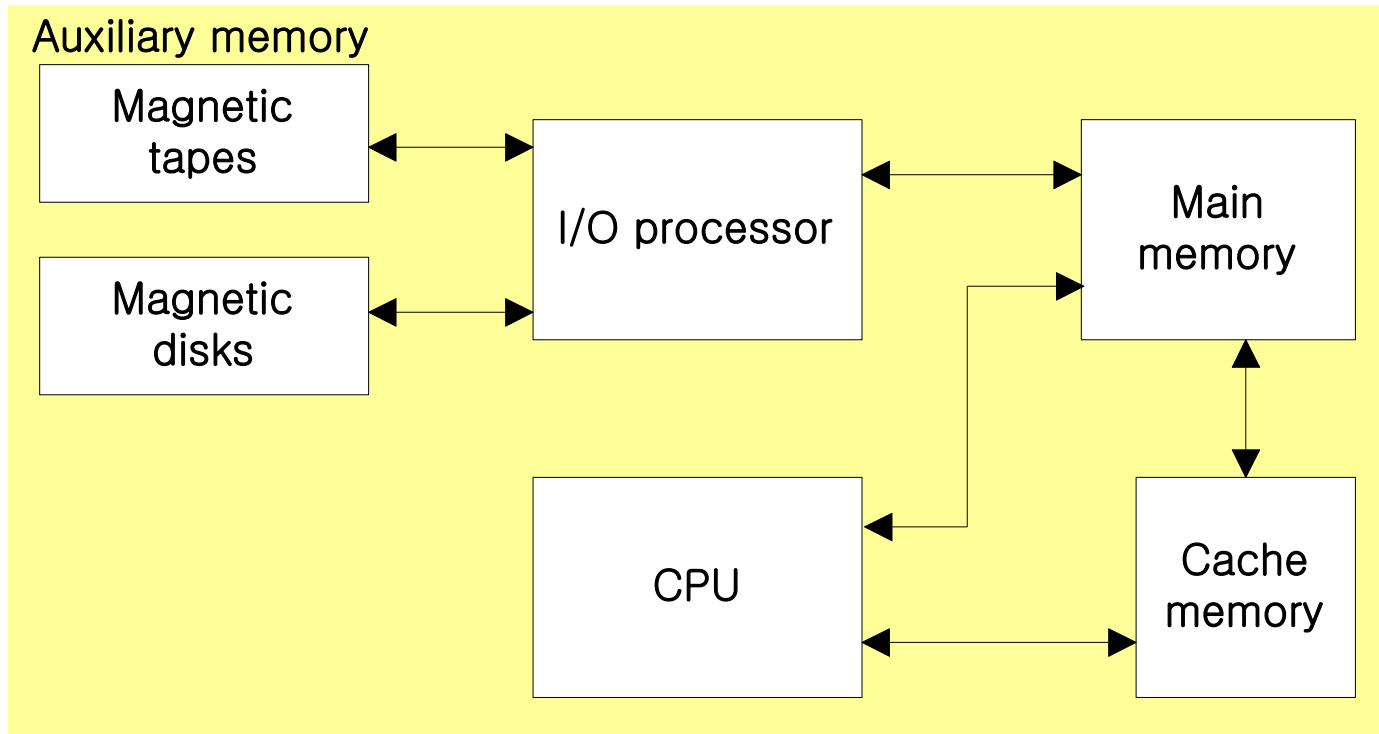 Auxiliary memory
Magnetic
tapes
Magnetic
disks
I/O processor
Main
memory
CPU
Cache
memory